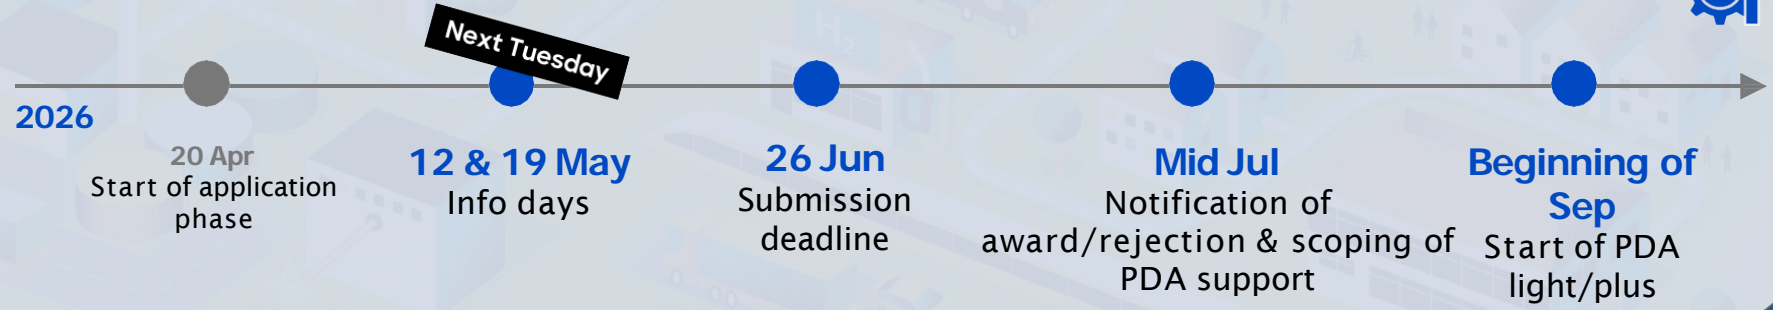 Next Tuesday
2026
20 Apr
Start of application
phase
12 & 19 May
Info days
26 Jun
Submission
deadline
Mid Jul
Notification of
award/rejection & scoping of
PDA support
Beginning of
Sep
Start of PDA
light/plus
H2